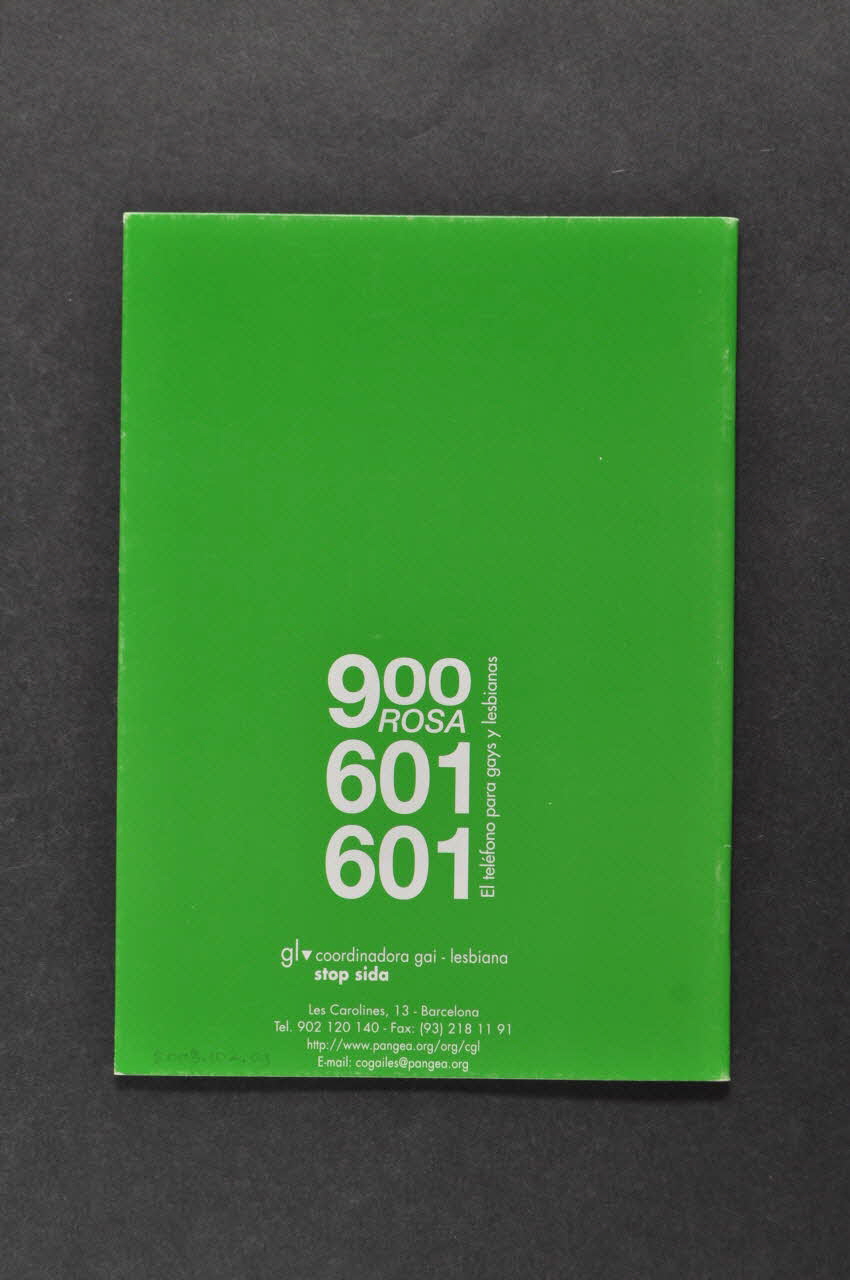 900
ROSA
601
601
El teléfono para gays y lesbianas
gl coordinadora gai - lesbiana
stop sida
Les Carolines, 13 - Barcelona
Tel. 902 120 140 - Fax: (93) 218 11 91
http://www.pangea.org/org/cgl
E-mail: cogailes@pangea.org